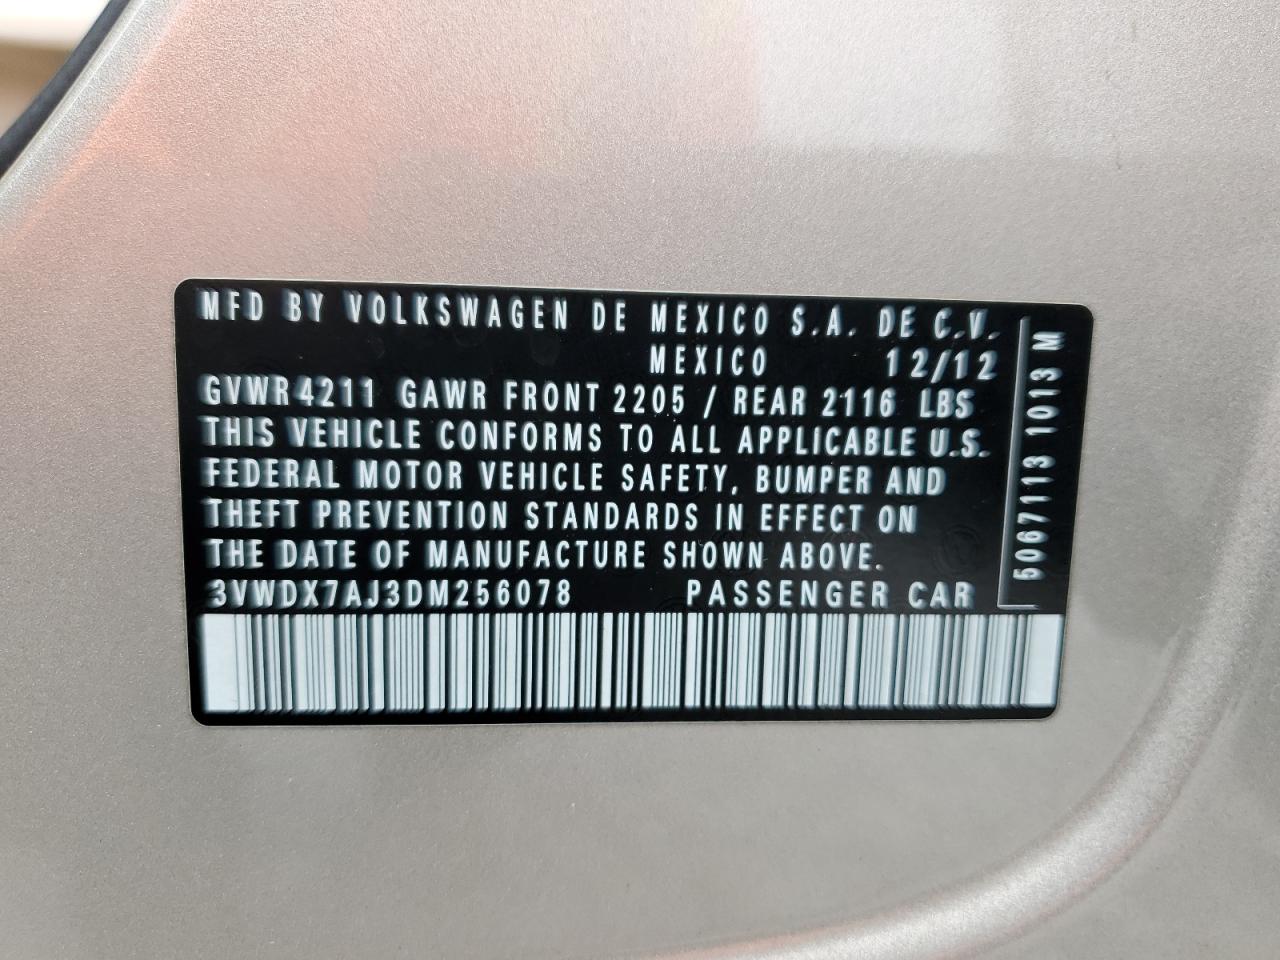 MFD BY VOLKSWAGEN DE MEXICO S.A. DE C.V.
MEXICO 12/12
GVWR 4211 GAWR FRONT 2205 / REAR 2116 LBS
THIS VEHICLE CONFORMS TO ALL APPLICABLE U.S.
FEDERAL MOTOR VEHICLE SAFETY, BUMPER AND
THEFT PREVENTION STANDARDS IN EFFECT ON
THE DATE OF MANUFACTURE SHOWN ABOVE.
3VWDX7AJ3DM256078 PASSENGER CAR
5067113 1013 M